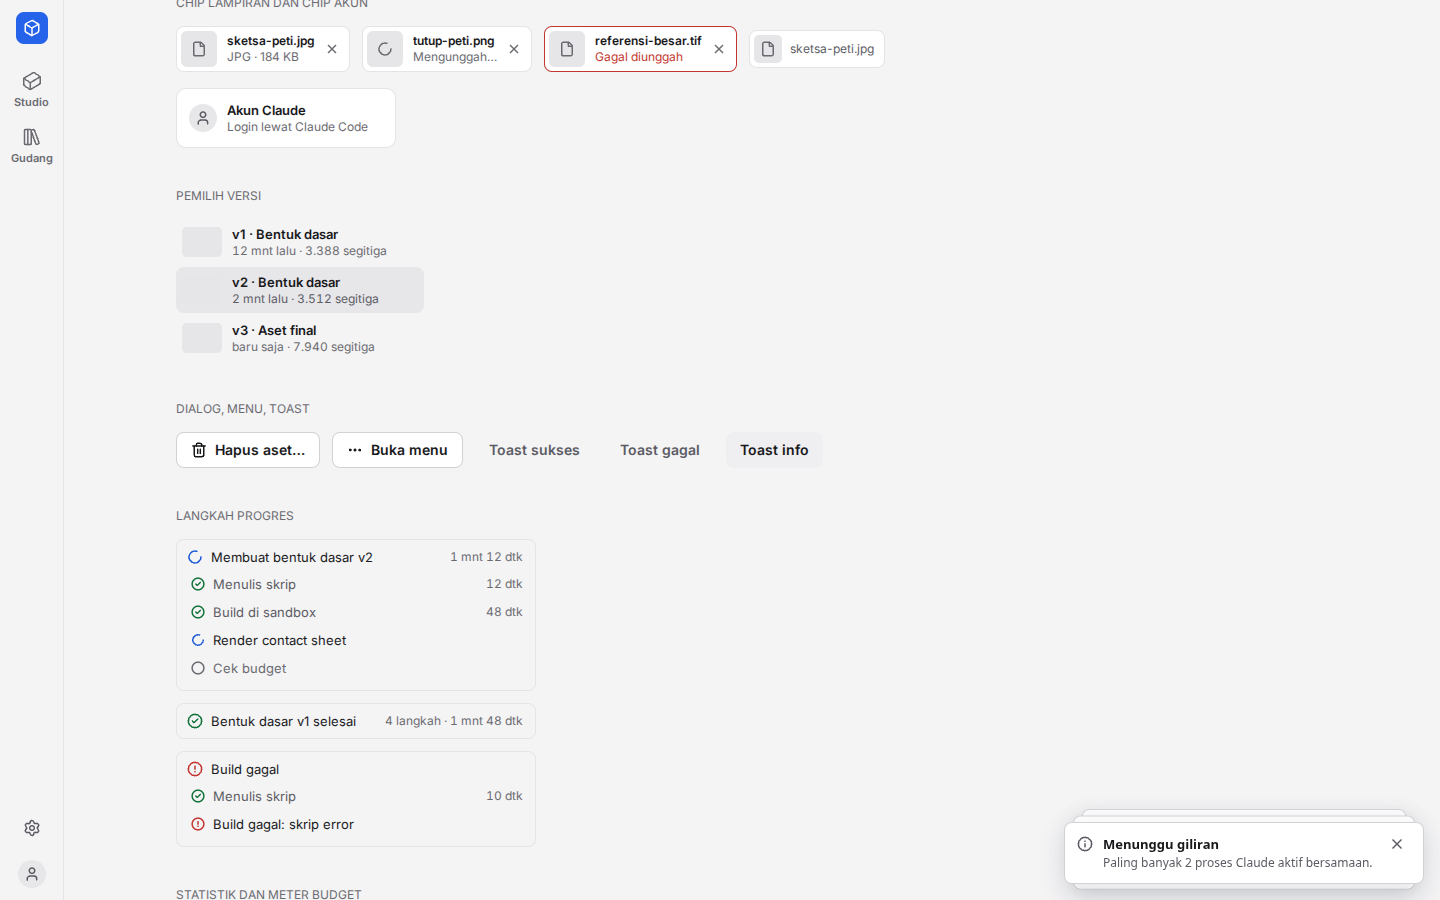 CHIP LAMPIRAN DAN CHIP AKUN
sketsa-peti.jpg
JPG · 184 KB
tutup-peti.png
Mengunggah...
referensi-besar.tif
Gagal diunggah
sketsa-peti.jpg
Akun Claude
Login lewat Claude Code
Studio
Gudang
PEMILIH VERSI
v1 · Bentuk dasar
12 mnt lalu · 3.388 segitiga
v2 · Bentuk dasar
2 mnt lalu · 3.512 segitiga
v3 · Aset final
baru saja · 7.940 segitiga
DIALOG, MENU, TOAST
Hapus aset...
Buka menu
Toast sukses
Toast gagal
Toast info
LANGKAH PROGRES
Membuat bentuk dasar v2 1 mnt 12 dtk
Menulis skrip 12 dtk
Build di sandbox 48 dtk
Render contact sheet
Cek budget
Bentuk dasar v1 selesai 4 langkah · 1 mnt 48 dtk
Build gagal
Menulis skrip 10 dtk
Build gagal: skrip error
STATISTIK DAN METER BUDGET
Menunggu giliran
Paling banyak 2 proses Claude aktif bersamaan.